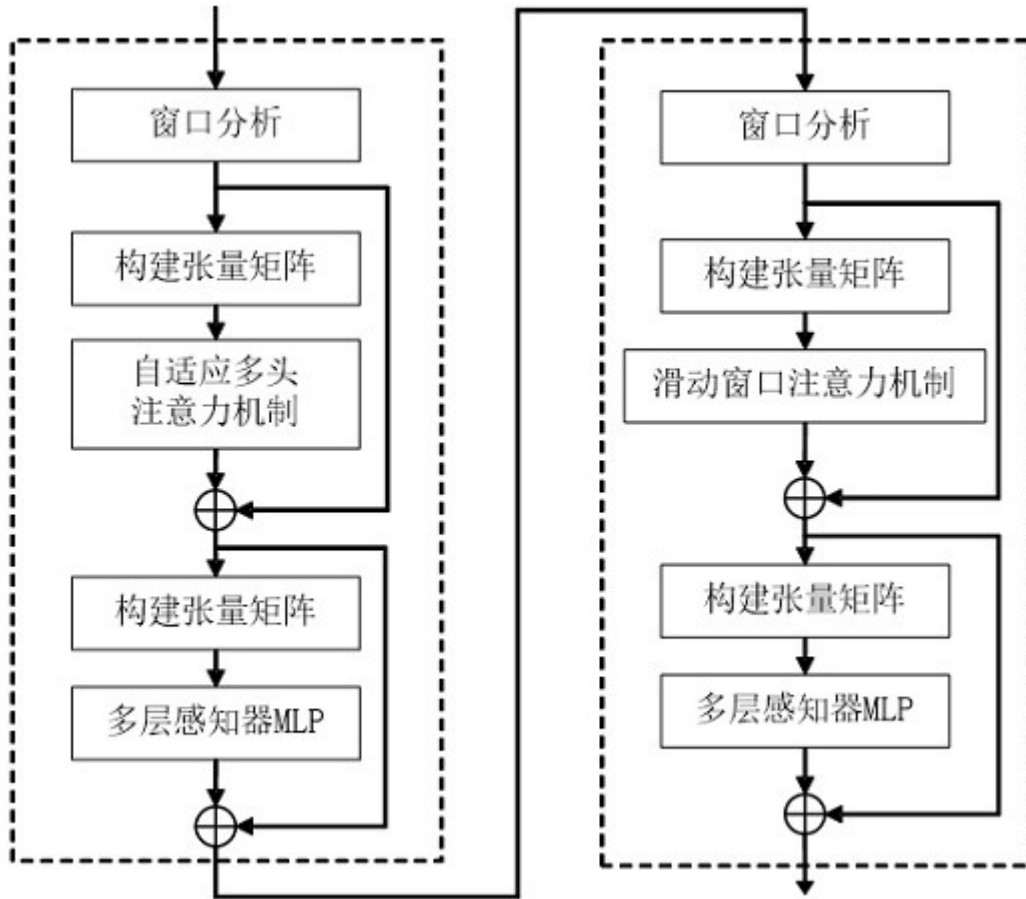 窗口分析
构建张量矩阵
自适应多头
注意力机制
构建张量矩阵
多层感知器MLP
窗口分析
构建张量矩阵
滑动窗口注意力机制
构建张量矩阵
多层感知器MLP